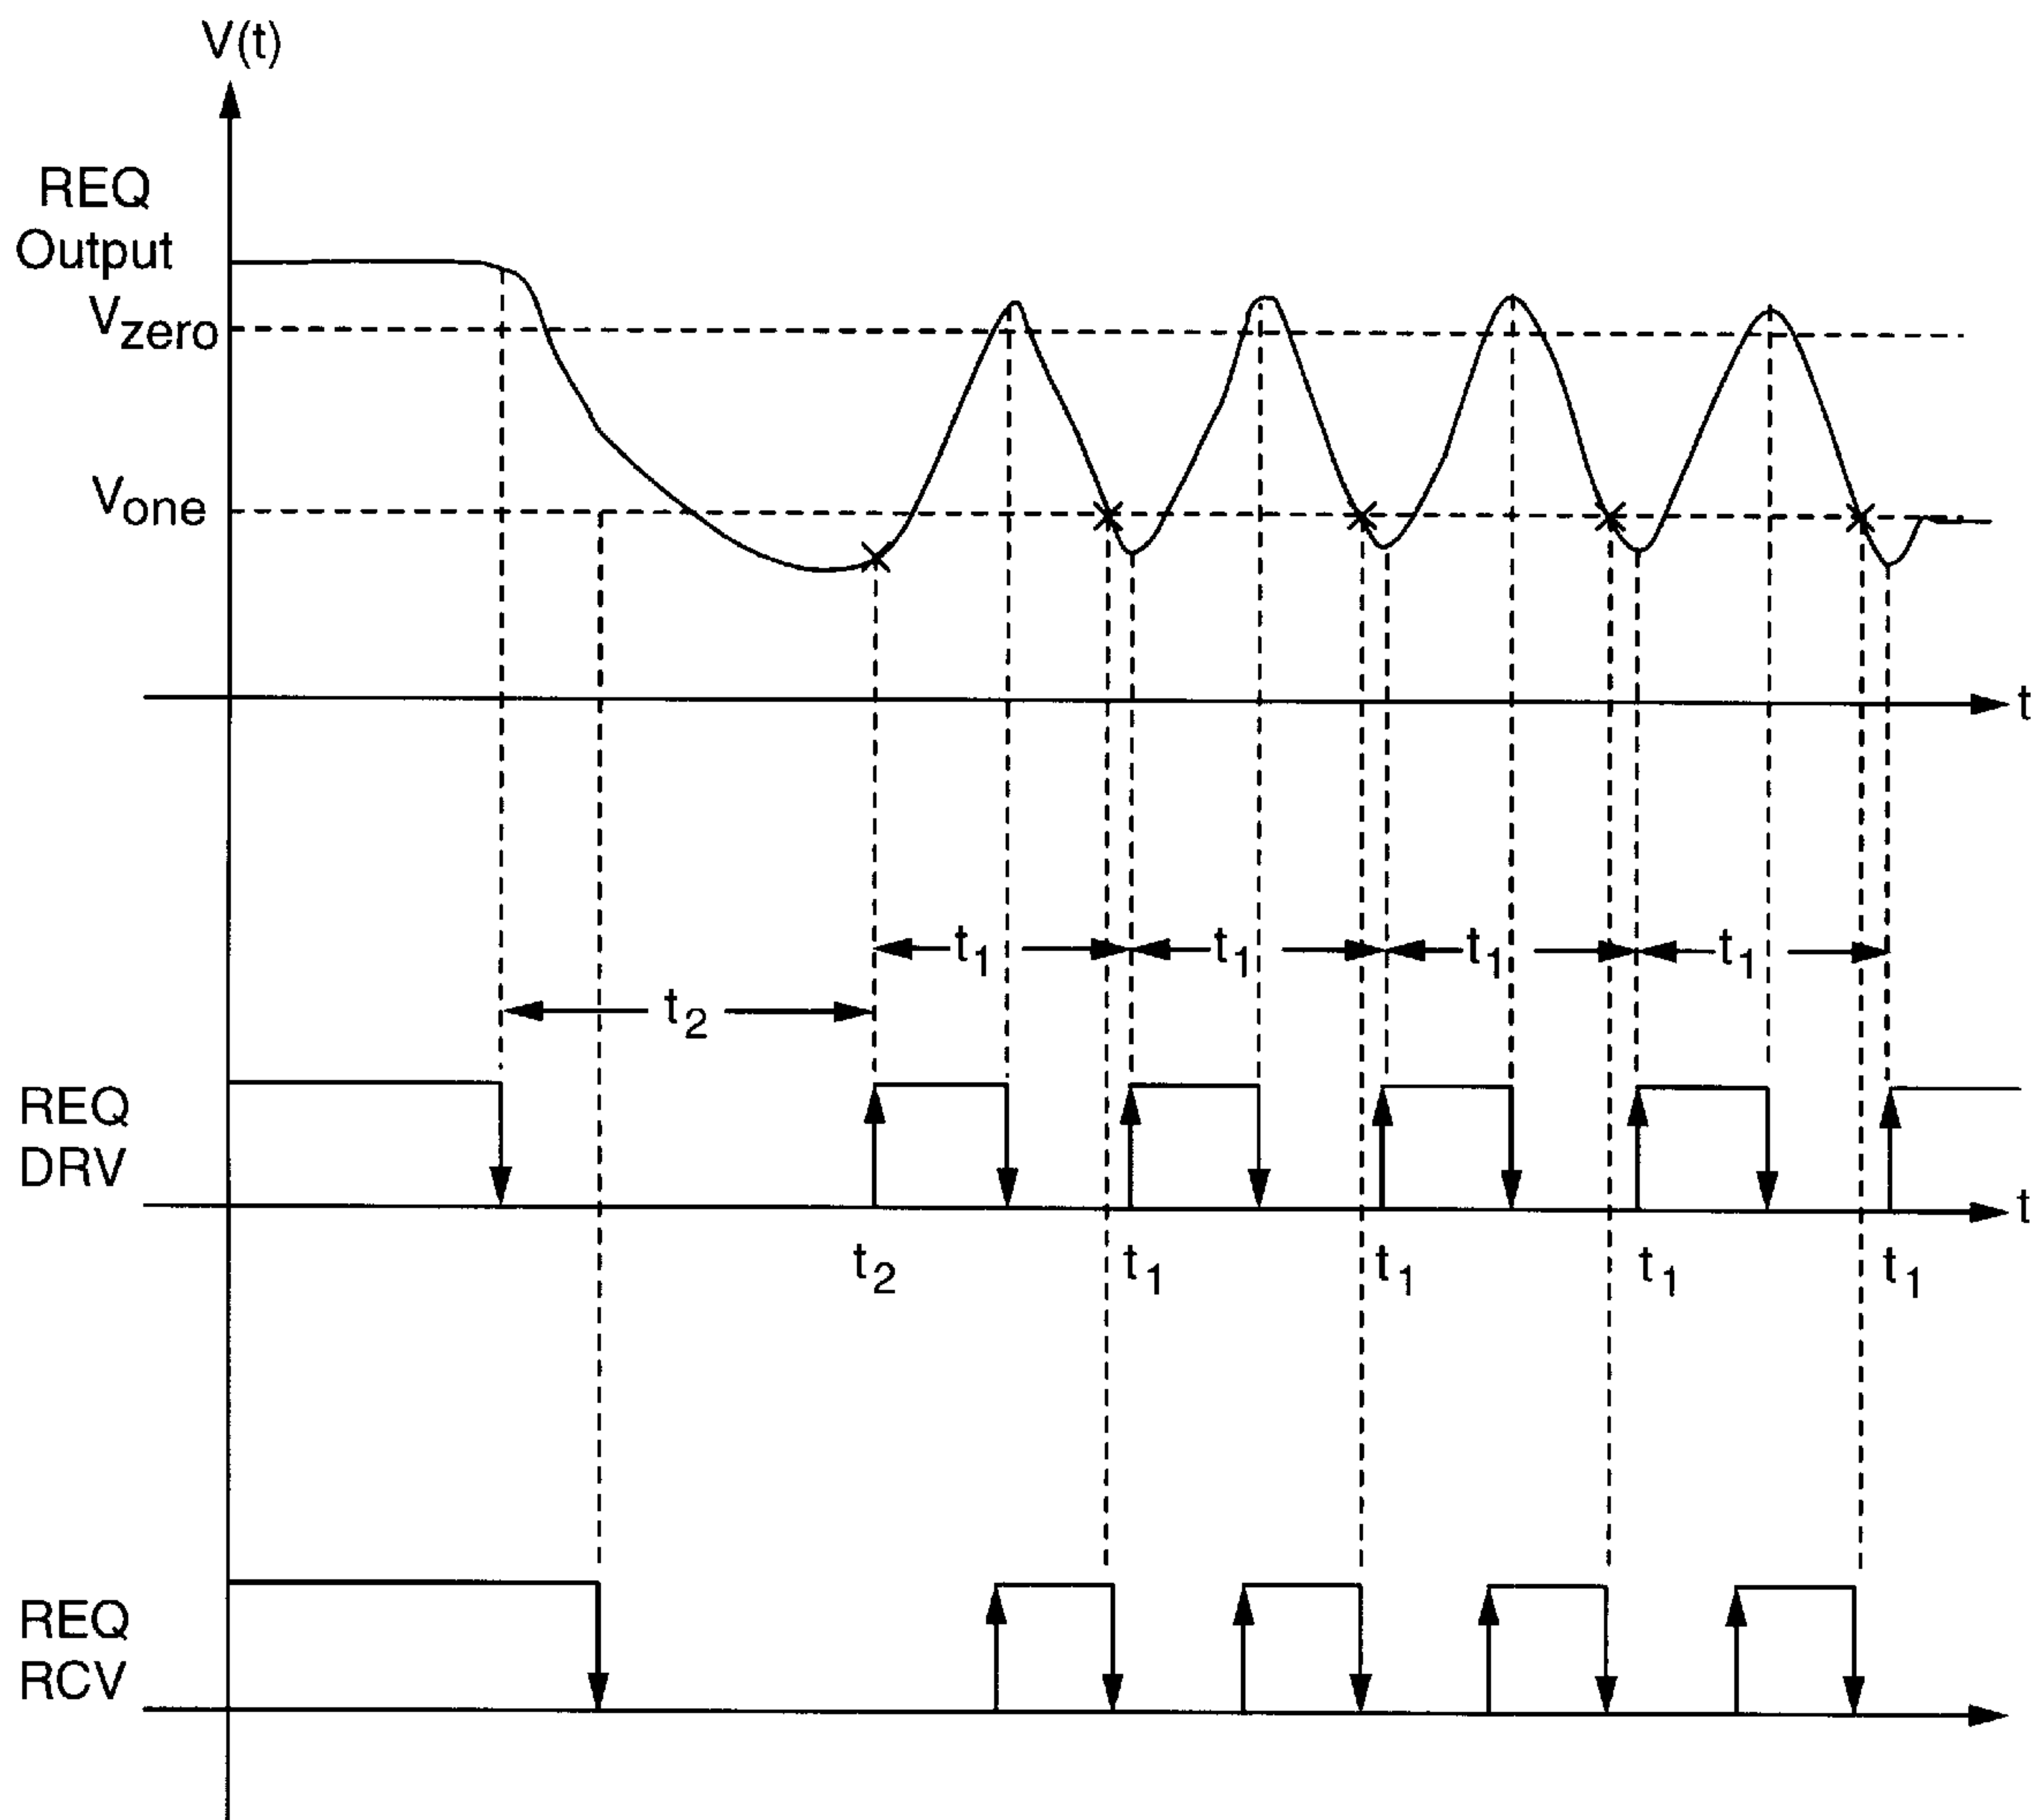 V(t)
REQ
Output
Vzero
Vone
t
t1 t1 t1 t1
t2
REQ
DRV
t
t2 t1 t1 t1 t1
REQ
RCV